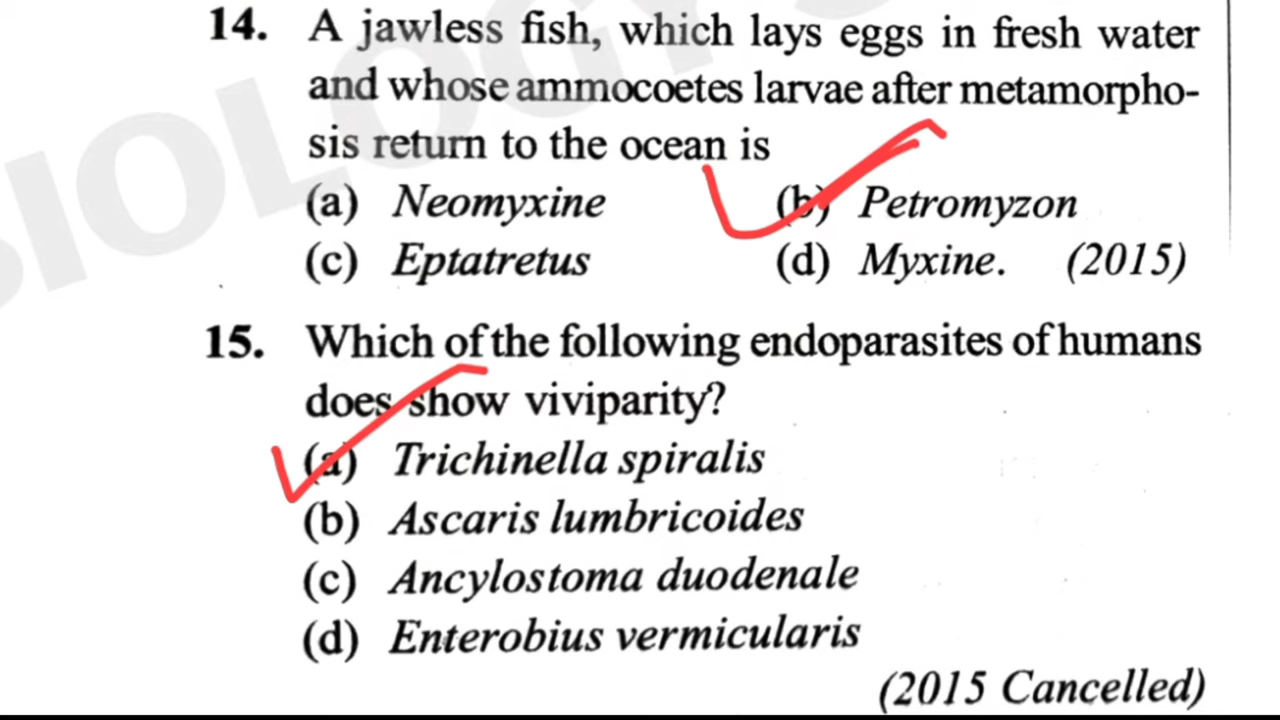 14. A jawless fish, which lays eggs in fresh water
and whose ammocoetes larvae after metamorpho-
sis return to the ocean is
(a) Neomyxine (b) Petromyzon
(c) Eptatretus (d) Myxine. (2015)
15. Which of the following endoparasites of humans
does show viviparity?
(a) Trichinella spiralis
(b) Ascaris lumbricoides
(c) Ancylostoma duodenale
(d) Enterobius vermicularis
(2015 Cancelled)